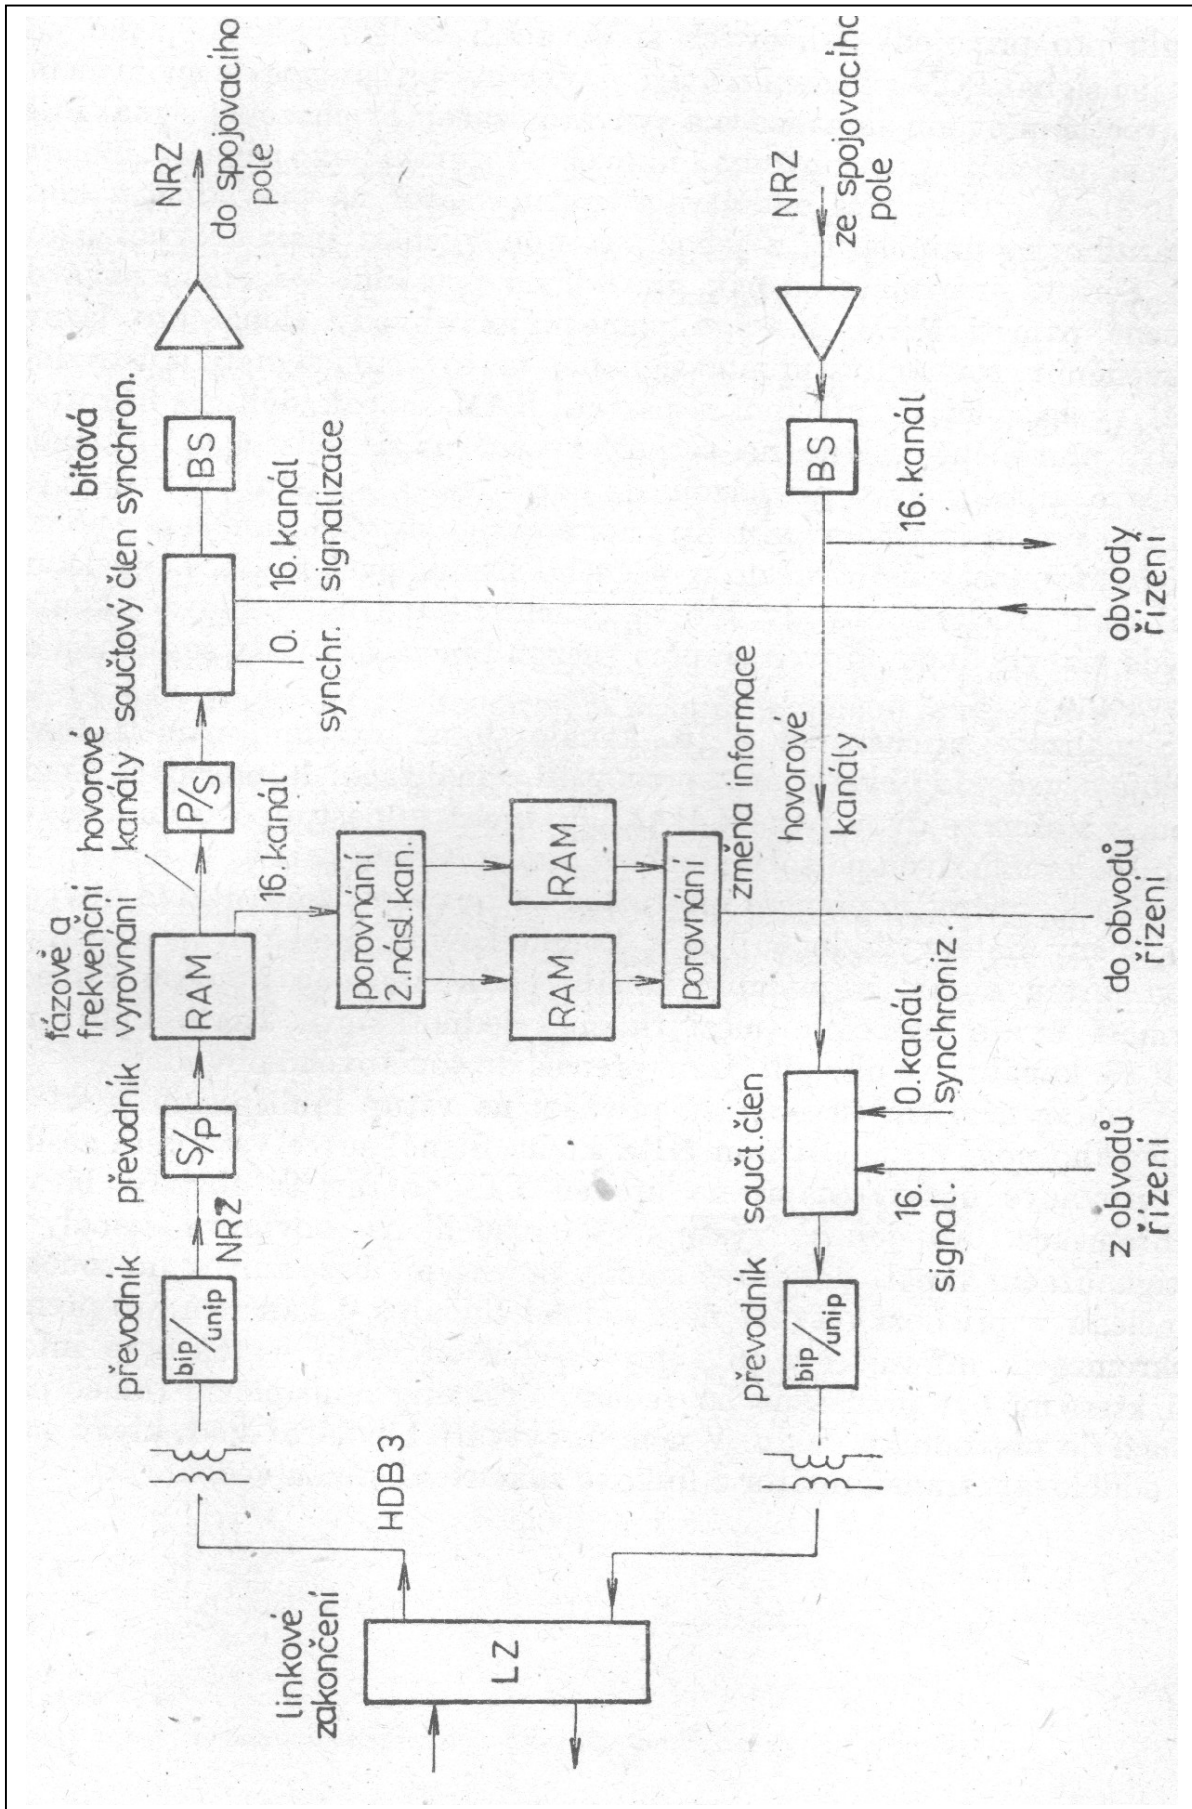 linkové
zakončení
LZ
HDB 3
převodník
bip/unip
NRZ
převodník
S/P
fázové a
frekvenční
vyrovnání
RAM
hovorové
kanály
P/S
součtový člen
bitová
synchron.
BS
NRZ
do spojovacího
pole
0.
synchr.
16. kanál
signalizace
16. kanál
porovnání
2. násl. kan.
RAM
RAM
porovnání
změna informace
převodník
bip/unip
součt. člen
hovorové
kanály
BS
NRZ
ze spojovacího
pole
16.
signal.
0. kanál
synchroniz.
16. kanál
z obvodů
řízení
do obvodů
řízení
obvody
řízení